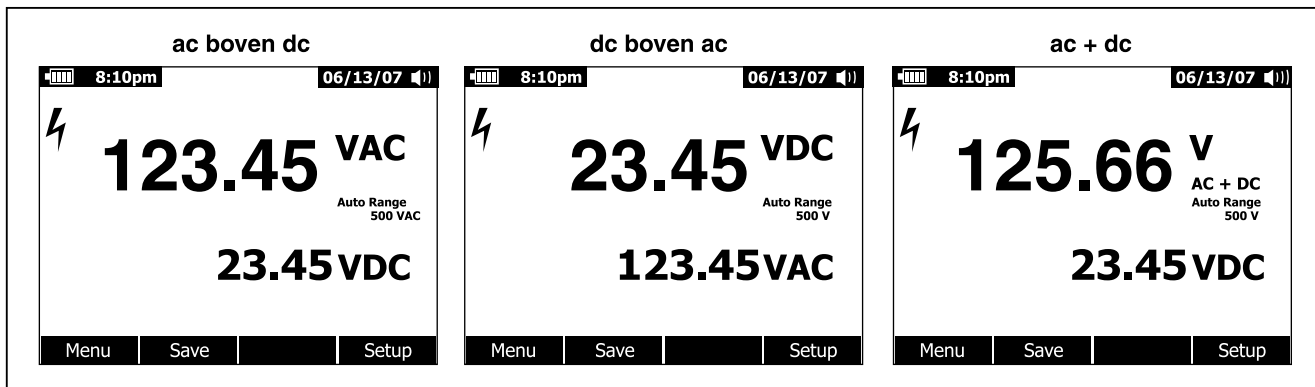 ac boven dc
8:10pm 06/13/07
123.45 VAC
Auto Range
500 VAC
23.45 VDC
Menu Save Setup
dc boven ac
8:10pm 06/13/07
23.45 VDC
Auto Range
500 V
123.45 VAC
Menu Save Setup
ac + dc
8:10pm 06/13/07
125.66 V
AC + DC
Auto Range
500 V
23.45 VDC
Menu Save Setup